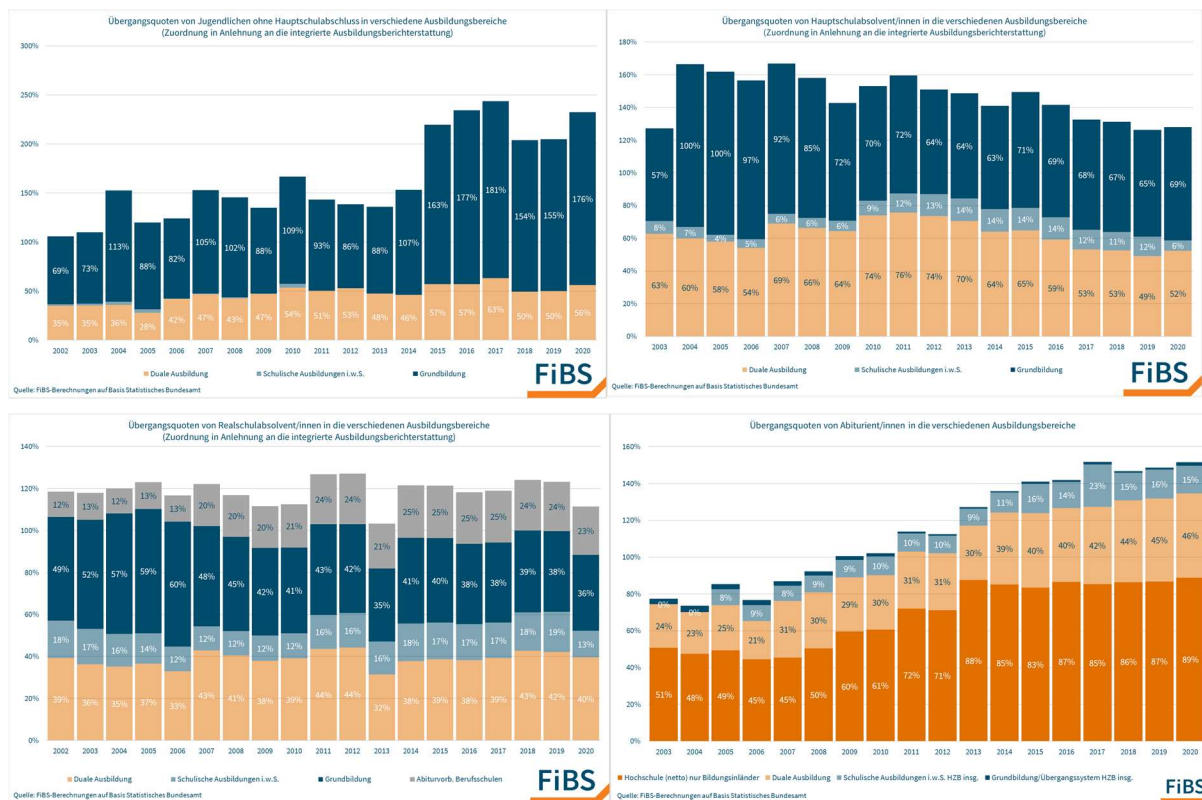 Übergangsquoten von Jugendlichen ohne Hauptschulabschluss in verschiedene Ausbildungsbereiche
(Zuordnung in Anlehnung an die integrierte Ausbildungsberichterstattung)
300%
250%
200%
150%
100%
50%
0%
69% 73% 113% 88% 82% 105% 102% 88% 109% 93% 86% 88% 107% 163% 177% 181% 154% 155% 176%
35% 35% 36% 28% 42% 47% 43% 47% 54% 51% 53% 48% 46% 57% 57% 63% 50% 50% 56%
2002 2003 2004 2005 2006 2007 2008 2009 2010 2011 2012 2013 2014 2015 2016 2017 2018 2019 2020
Duale Ausbildung Schulische Ausbildungen i.w.S. Grundbildung
FiBS
Quelle: FiBS-Berechnungen auf Basis Statistisches Bundesamt
Übergangsquoten von Hauptschulabsolvent/innen in die verschiedenen Ausbildungsbereiche
(Zuordnung in Anlehnung an die integrierte Ausbildungsberichterstattung)
180%
160%
140%
120%
100%
80%
60%
40%
20%
0%
57% 100% 100% 97% 92% 85% 72% 70% 72% 64% 64% 63% 71% 69% 68% 67% 65% 69%
8% 7% 4% 5% 6% 6% 6% 9% 12% 13% 14% 14% 14% 14% 12% 11% 12% 6%
63% 60% 58% 54% 69% 66% 64% 74% 76% 74% 70% 64% 65% 59% 53% 53% 49% 52%
2003 2004 2005 2006 2007 2008 2009 2010 2011 2012 2013 2014 2015 2016 2017 2018 2019 2020
Duale Ausbildung Schulische Ausbildungen i.w.S. Grundbildung
FiBS
Quelle: FiBS-Berechnungen auf Basis Statistisches Bundesamt
Übergangsquoten von Realschulabsolvent/innen in die verschiedenen Ausbildungsbereiche
(Zuordnung in Anlehnung an die integrierte Ausbildungsberichterstattung)
140%
120%
100%
80%
60%
40%
20%
0%
12% 13% 12% 13% 13% 20% 20% 20% 21% 24% 24% 21% 25% 25% 25% 25% 24% 24% 23%
49% 52% 57% 59% 60% 48% 45% 42% 41% 43% 42% 35% 41% 40% 38% 38% 39% 38% 36%
18% 17% 16% 14% 12% 12% 12% 12% 12% 16% 16% 16% 18% 17% 17% 17% 18% 19% 13%
39% 36% 35% 37% 33% 43% 41% 38% 39% 44% 44% 32% 38% 39% 38% 39% 43% 42% 40%
2002 2003 2004 2005 2006 2007 2008 2009 2010 2011 2012 2013 2014 2015 2016 2017 2018 2019 2020
Duale Ausbildung Schulische Ausbildungen i.w.S. Grundbildung Abiturvorb. Berufsschulen
FiBS
Quelle: FiBS-Berechnungen auf Basis Statistisches Bundesamt
Übergangsquoten von Abiturient/innen in die verschiedenen Ausbildungsbereiche
160%
140%
120%
100%
80%
60%
40%
20%
0%
0% 0% 8% 9% 8% 9% 9% 10% 10% 10% 9% 11% 16% 14% 23% 15% 16% 15%
24% 23% 25% 21% 31% 30% 29% 30% 31% 31% 30% 39% 40% 40% 42% 44% 45% 46%
51% 48% 49% 45% 45% 50% 60% 61% 72% 71% 88% 85% 83% 87% 85% 86% 87% 89%
2003 2004 2005 2006 2007 2008 2009 2010 2011 2012 2013 2014 2015 2016 2017 2018 2019 2020
Hochschule (netto) nur Bildungsinländer Duale Ausbildung Schulische Ausbildungen i.w.S. HZB insg. Grundbildung/Übergangssystem HZB insg.
FiBS
Quelle: FiBS-Berechnungen auf Basis Statistisches Bundesamt